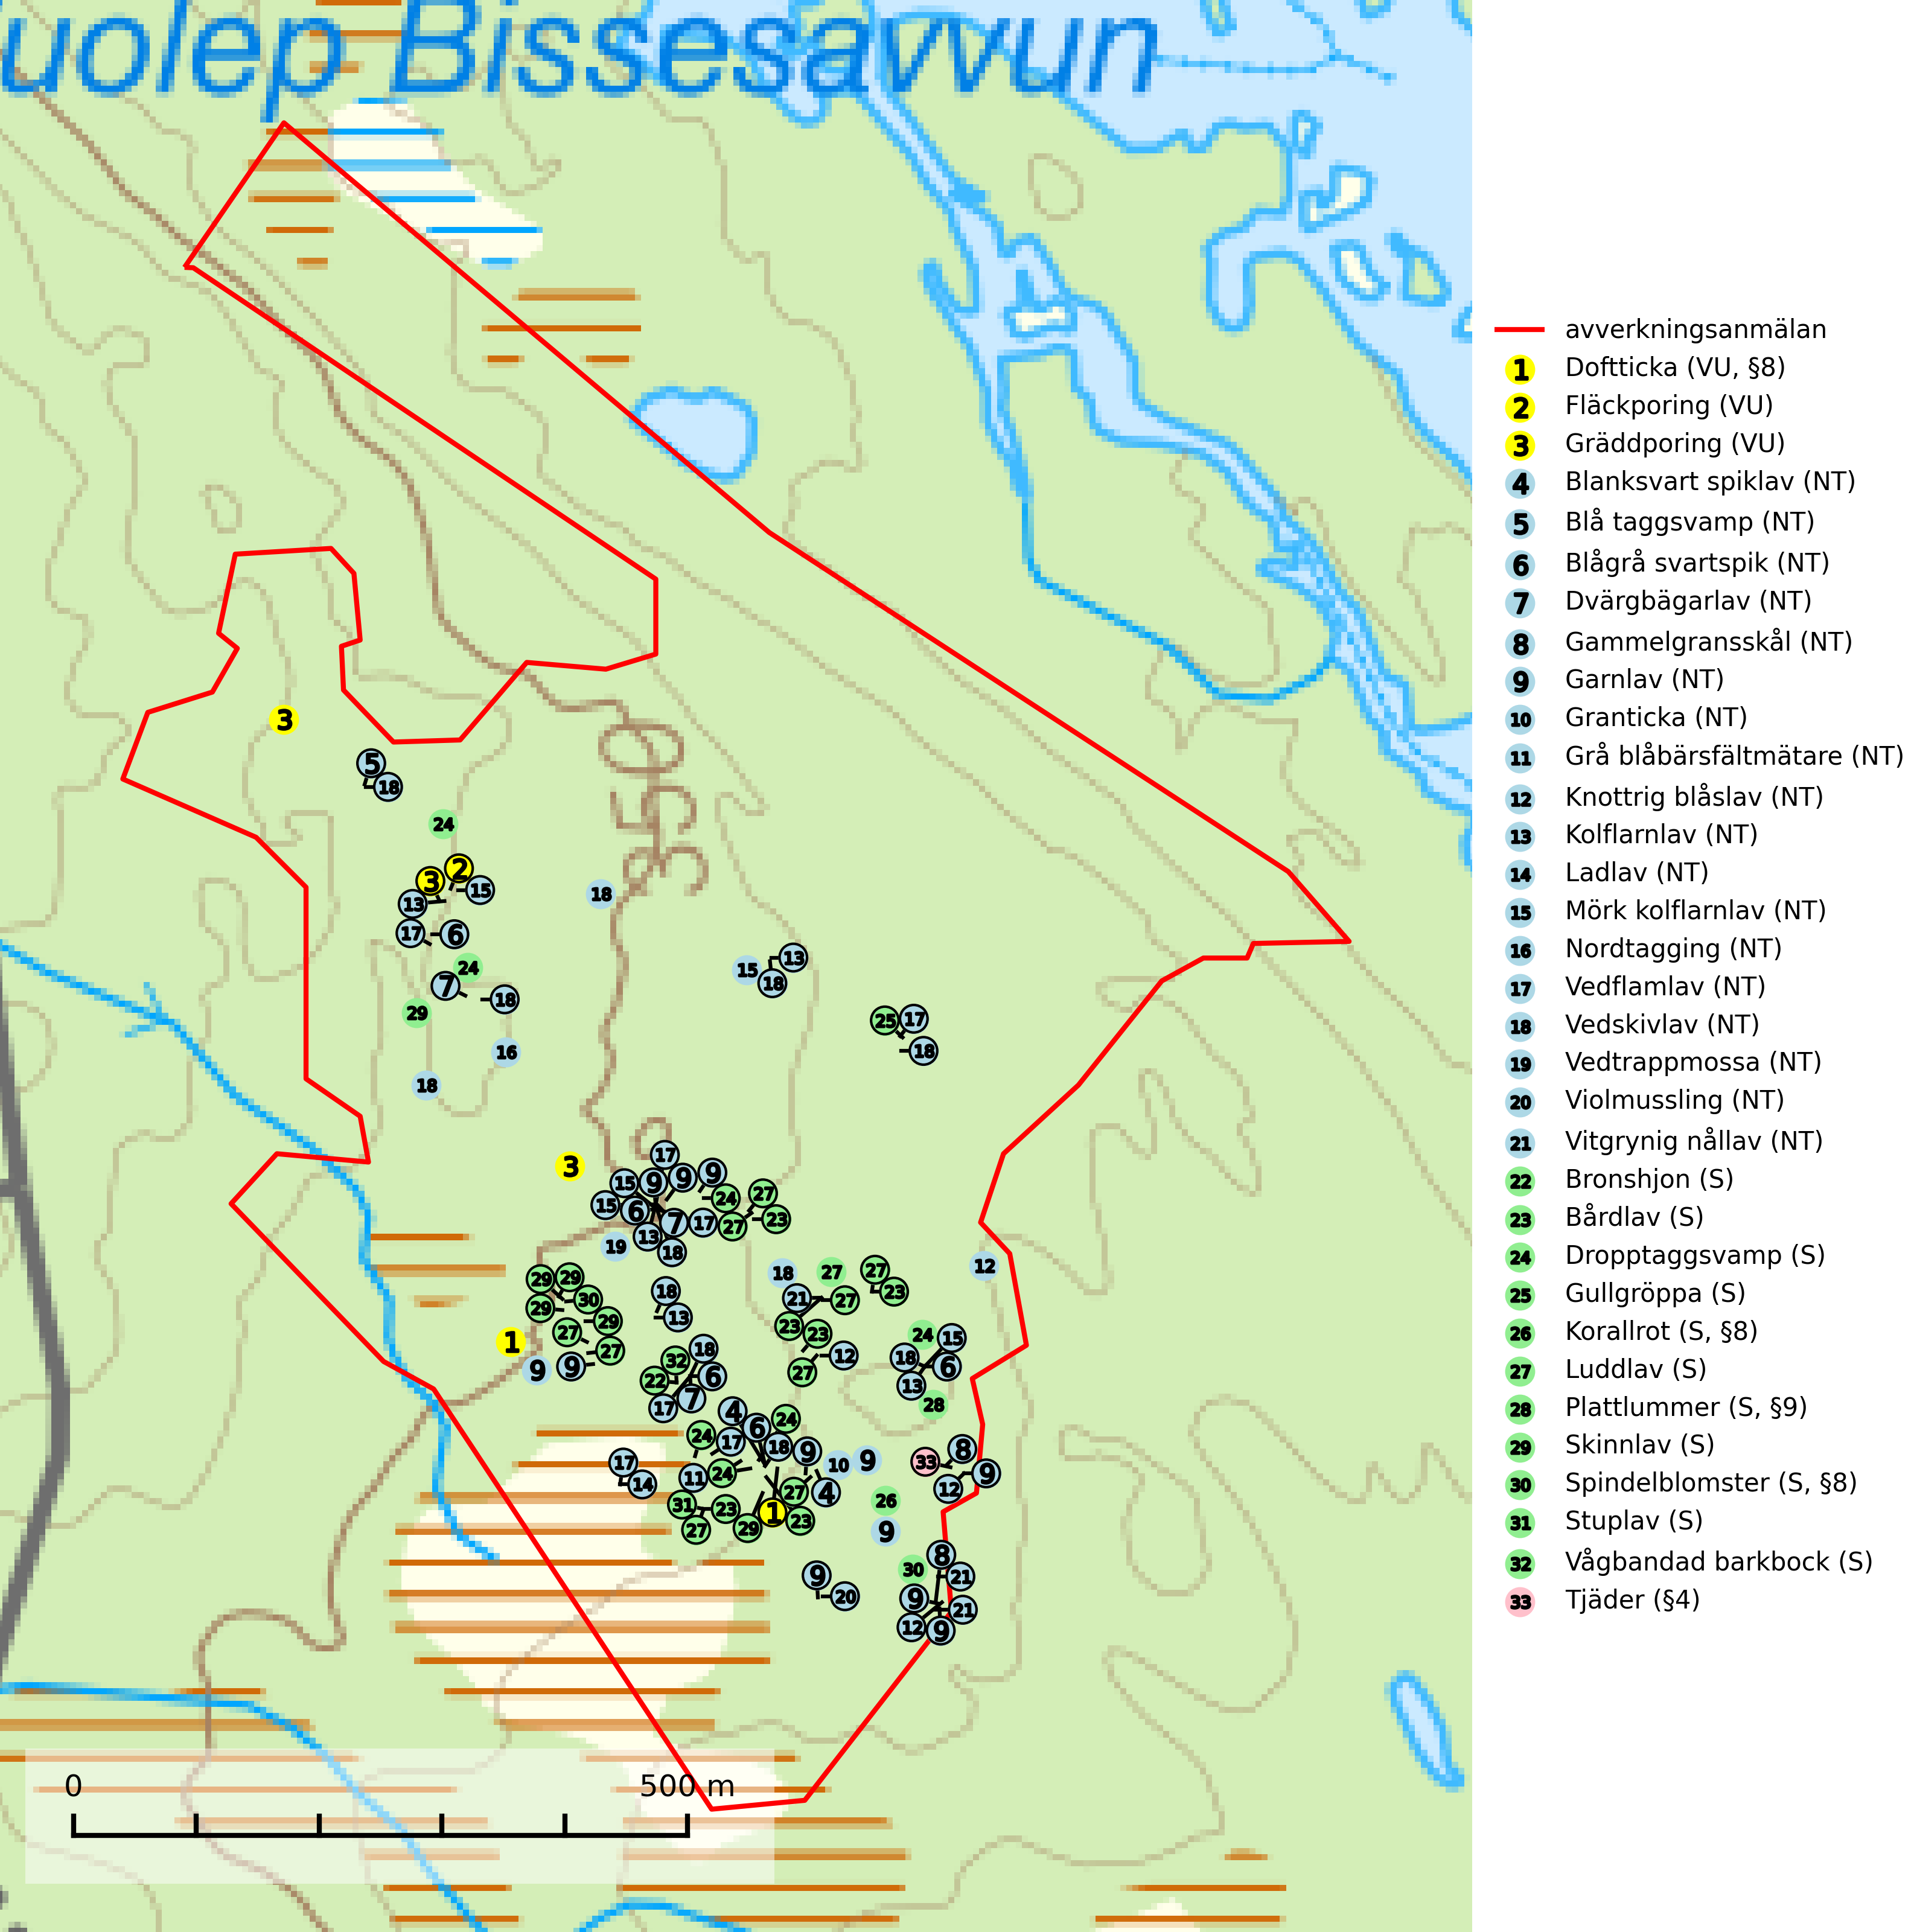 uolep Bissesavvun
350
avverkningsanmälan
1 Doftticka (VU, §8)
2 Fläckporing (VU)
3 Gräddporing (VU)
4 Blanksvart spiklav (NT)
5 Blå taggsvamp (NT)
6 Blågrå svartspik (NT)
7 Dvärgbägarlav (NT)
8 Gammelgransskål (NT)
9 Garnlav (NT)
10 Granticka (NT)
11 Grå blåbärsfältmätare (NT)
12 Knottrig blåslav (NT)
13 Kolflarnlav (NT)
14 Ladlav (NT)
15 Mörk kolflarnlav (NT)
16 Nordtagging (NT)
17 Vedflamlav (NT)
18 Vedskivlav (NT)
19 Vedtrappmossa (NT)
20 Violmussling (NT)
21 Vitgrynig nållav (NT)
22 Bronshjon (S)
23 Bårdlav (S)
24 Dropptaggsvamp (S)
25 Gullgröppa (S)
26 Korallrot (S, §8)
27 Luddlav (S)
28 Plattlummer (S, §9)
29 Skinnlav (S)
30 Spindelblomster (S, §8)
31 Stuplav (S)
32 Vågbandad barkbock (S)
33 Tjäder (§4)
3
5
18
24
2
3
15
13
18
17 6
24
7
18
29
16
18
15 13
18
25 17
18
3
17
15 9 9 9
15 6 7 17 24 27
27 23
13
19 18
12
29 29
29 30
27 29
27
1
9 9
18
13
18 27 27
21 27 23
23 23
27 12
24 15
18 6
13
28
32 18
22 6
17 7
4 24
24 17 6 18 9
10 9
17
14
11 24
27 4
31 23
27 29 1 23
33 8
12 9
26
9
9
20
30 8
21
9 21
12 9
0 500 m